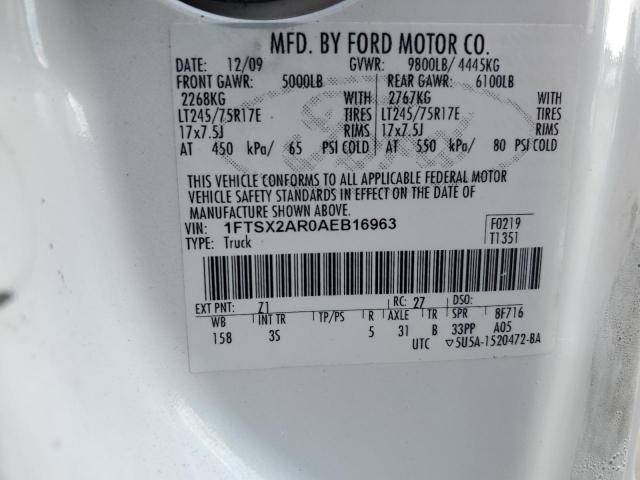 MFD. BY FORD MOTOR CO.
DATE: 12/09 GVWR: 9800LB/ 4445KG
FRONT GAWR: 5000LB REAR GAWR: 6100LB
2268KG WITH 2767KG WITH
LT245/75R17E TIRES LT245/75R17E TIRES
17x7.5J RIMS 17x7.5J RIMS
AT 450 kPa/ 65 PSI COLD AT 550 kPa/ 80 PSI COLD
THIS VEHICLE CONFORMS TO ALL APPLICABLE FEDERAL MOTOR
VEHICLE SAFETY STANDARDS IN EFFECT ON THE DATE OF
MANUFACTURE SHOWN ABOVE.
VIN: 1FTSX2AR0AEB16963 F0219
TYPE: Truck T1351
EXT PNT: Z1 RC: 27 DSO:
WB INT TR TP/PS R AXLE TR SPR 8F716
158 3S 5 31 B 33PP A05
UTC ▽5U5A-1520472-BA